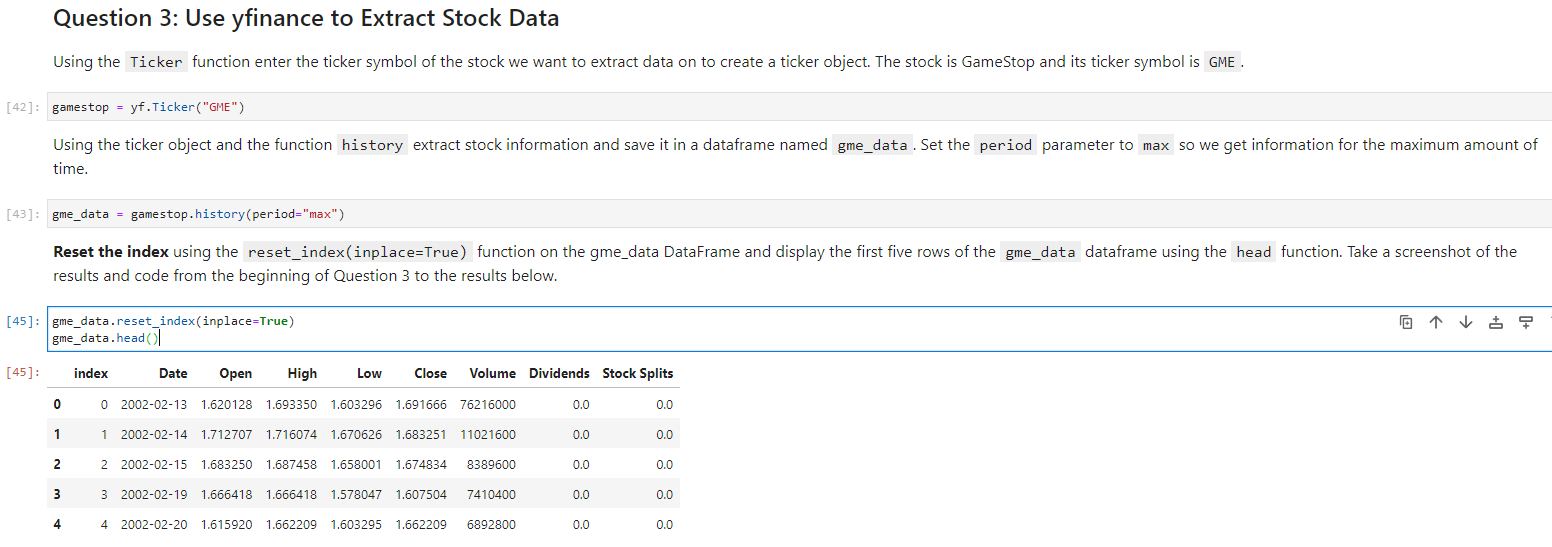 Question 3: Use yfinance to Extract Stock Data
Using the Ticker function enter the ticker symbol of the stock we want to extract data on to create a ticker object. The stock is GameStop and its ticker symbol is GME.
[42]: gamestop = yf.Ticker("GME")
Using the ticker object and the function history extract stock information and save it in a dataframe named gme_data. Set the period parameter to max so we get information for the maximum amount of
time.
[43]: gme_data = gamestop.history(period="max")
Reset the index using the reset_index(inplace=True) function on the gme_data DataFrame and display the first five rows of the gme_data dataframe using the head function. Take a screenshot of the
results and code from the beginning of Question 3 to the results below.
[45]: gme_data.reset_index(inplace=True)
gme_data.head()
[45]: index Date Open High Low Close Volume Dividends Stock Splits
0 0 2002-02-13 1.620128 1.693350 1.603296 1.691666 76216000 0.0 0.0
1 1 2002-02-14 1.712707 1.716074 1.670626 1.683251 11021600 0.0 0.0
2 2 2002-02-15 1.683250 1.687458 1.658001 1.674834 8389600 0.0 0.0
3 3 2002-02-19 1.666418 1.666418 1.578047 1.607504 7410400 0.0 0.0
4 4 2002-02-20 1.615920 1.662209 1.603295 1.662209 6892800 0.0 0.0